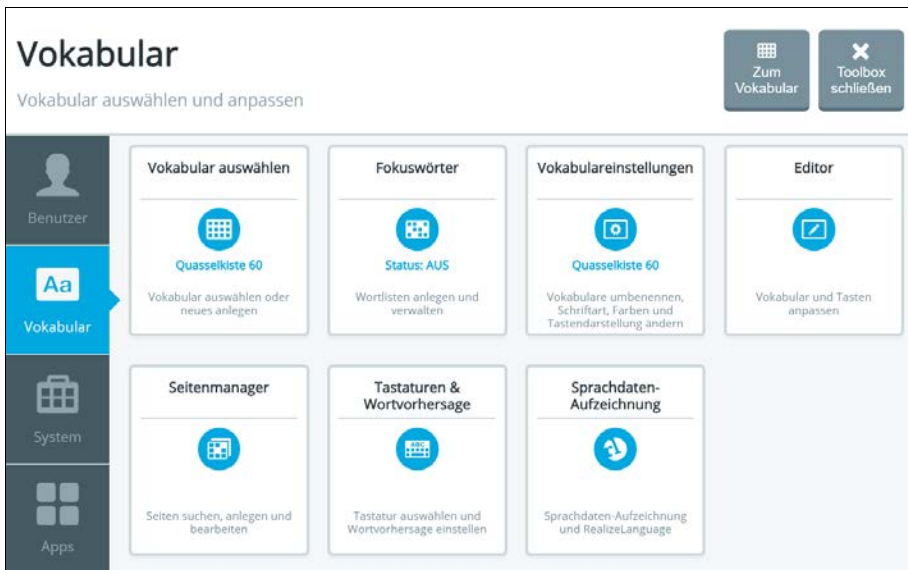 Vokabular
Vokabular auswählen und anpassen
Zum
Vokabular
Toolbox
schließen
Benutzer
Aa
Vokabular
System
Apps
Vokabular auswählen
Quasselkiste 60
Vokabular auswählen oder
neues anlegen
Fokuswörter
Status: AUS
Wortlisten anlegen und
verwalten
Vokabulareinstellungen
Quasselkiste 60
Vokabulare umbenennen,
Schriftart, Farben und
Tastendarstellung ändern
Editor
Vokabular und Tasten
anpassen
Seitenmanager
Seiten suchen, anlegen und
bearbeiten
Tastaturen &
Wortvorhersage
ABC
Tastatur auswählen und
Wortvorhersage einstellen
Sprachdaten-
Aufzeichnung
Sprachdaten-Aufzeichnung
und RealizeLanguage